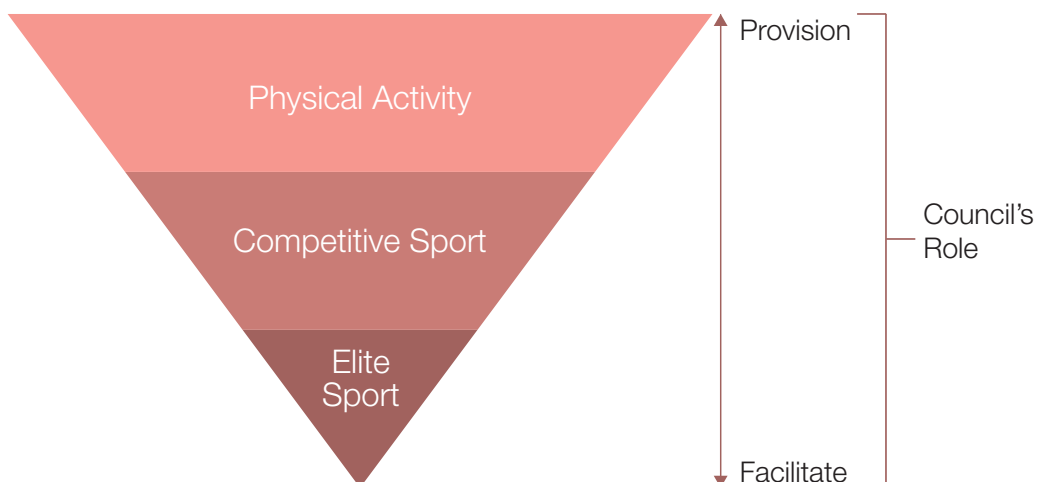 Provision
Physical Activity
Competitive Sport
Council’s
Role
Elite
Sport
Facilitate